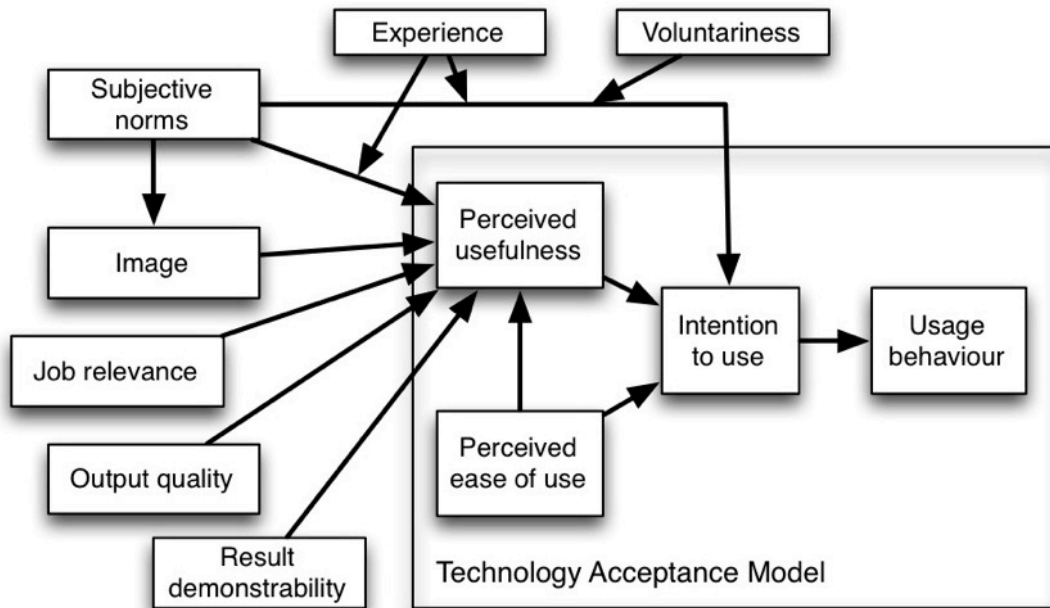 Experience
Voluntariness
Subjective
norms
Perceived
usefulness
Image
Intention
to use
Usage
behaviour
Job relevance
Perceived
ease of use
Output quality
Result
demonstrability
Technology Acceptance Model